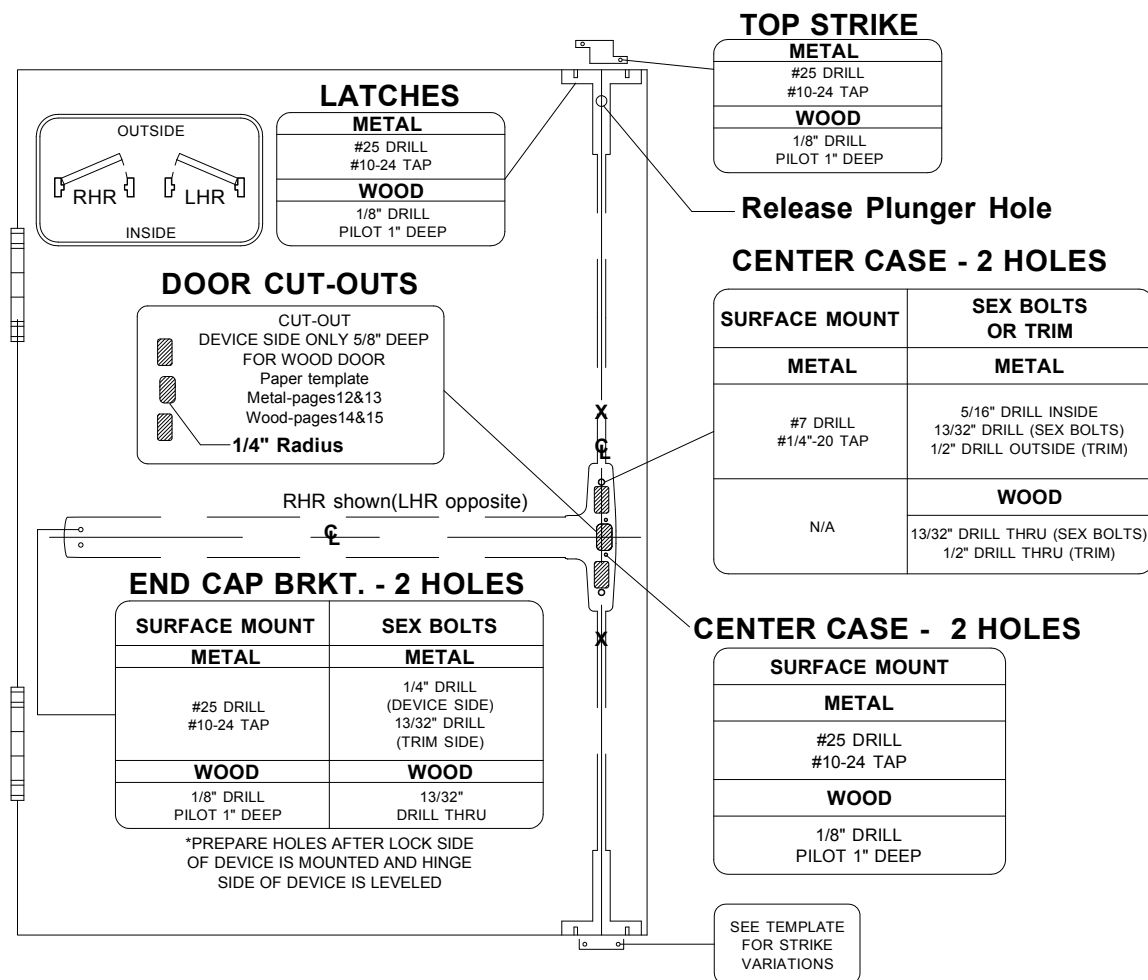 TOP STRIKE
METAL
#25 DRILL
#10-24 TAP
WOOD
1/8" DRILL
PILOT 1" DEEP
LATCHES
METAL
#25 DRILL
#10-24 TAP
WOOD
1/8" DRILL
PILOT 1" DEEP
OUTSIDE
RHR LHR
INSIDE
Release Plunger Hole
DOOR CUT-OUTS
CUT-OUT
DEVICE SIDE ONLY 5/8" DEEP
FOR WOOD DOOR
Paper template
Metal-pages12&13
Wood-pages14&15
1/4" Radius
CENTER CASE - 2 HOLES
SURFACE MOUNT
SEX BOLTS
OR TRIM
METAL
METAL
#7 DRILL
#1/4"-20 TAP
5/16" DRILL INSIDE
13/32" DRILL (SEX BOLTS)
1/2" DRILL OUTSIDE (TRIM)
N/A
WOOD
13/32" DRILL THRU (SEX BOLTS)
1/2" DRILL THRU (TRIM)
X
℄
RHR shown(LHR opposite)
℄
X
END CAP BRKT. - 2 HOLES
SURFACE MOUNT
SEX BOLTS
METAL
METAL
#25 DRILL
#10-24 TAP
1/4" DRILL
(DEVICE SIDE)
13/32" DRILL
(TRIM SIDE)
WOOD
WOOD
1/8" DRILL
PILOT 1" DEEP
13/32"
DRILL THRU
*PREPARE HOLES AFTER LOCK SIDE
OF DEVICE IS MOUNTED AND HINGE
SIDE OF DEVICE IS LEVELED
CENTER CASE - 2 HOLES
SURFACE MOUNT
METAL
#25 DRILL
#10-24 TAP
WOOD
1/8" DRILL
PILOT 1" DEEP
SEE TEMPLATE
FOR STRIKE
VARIATIONS